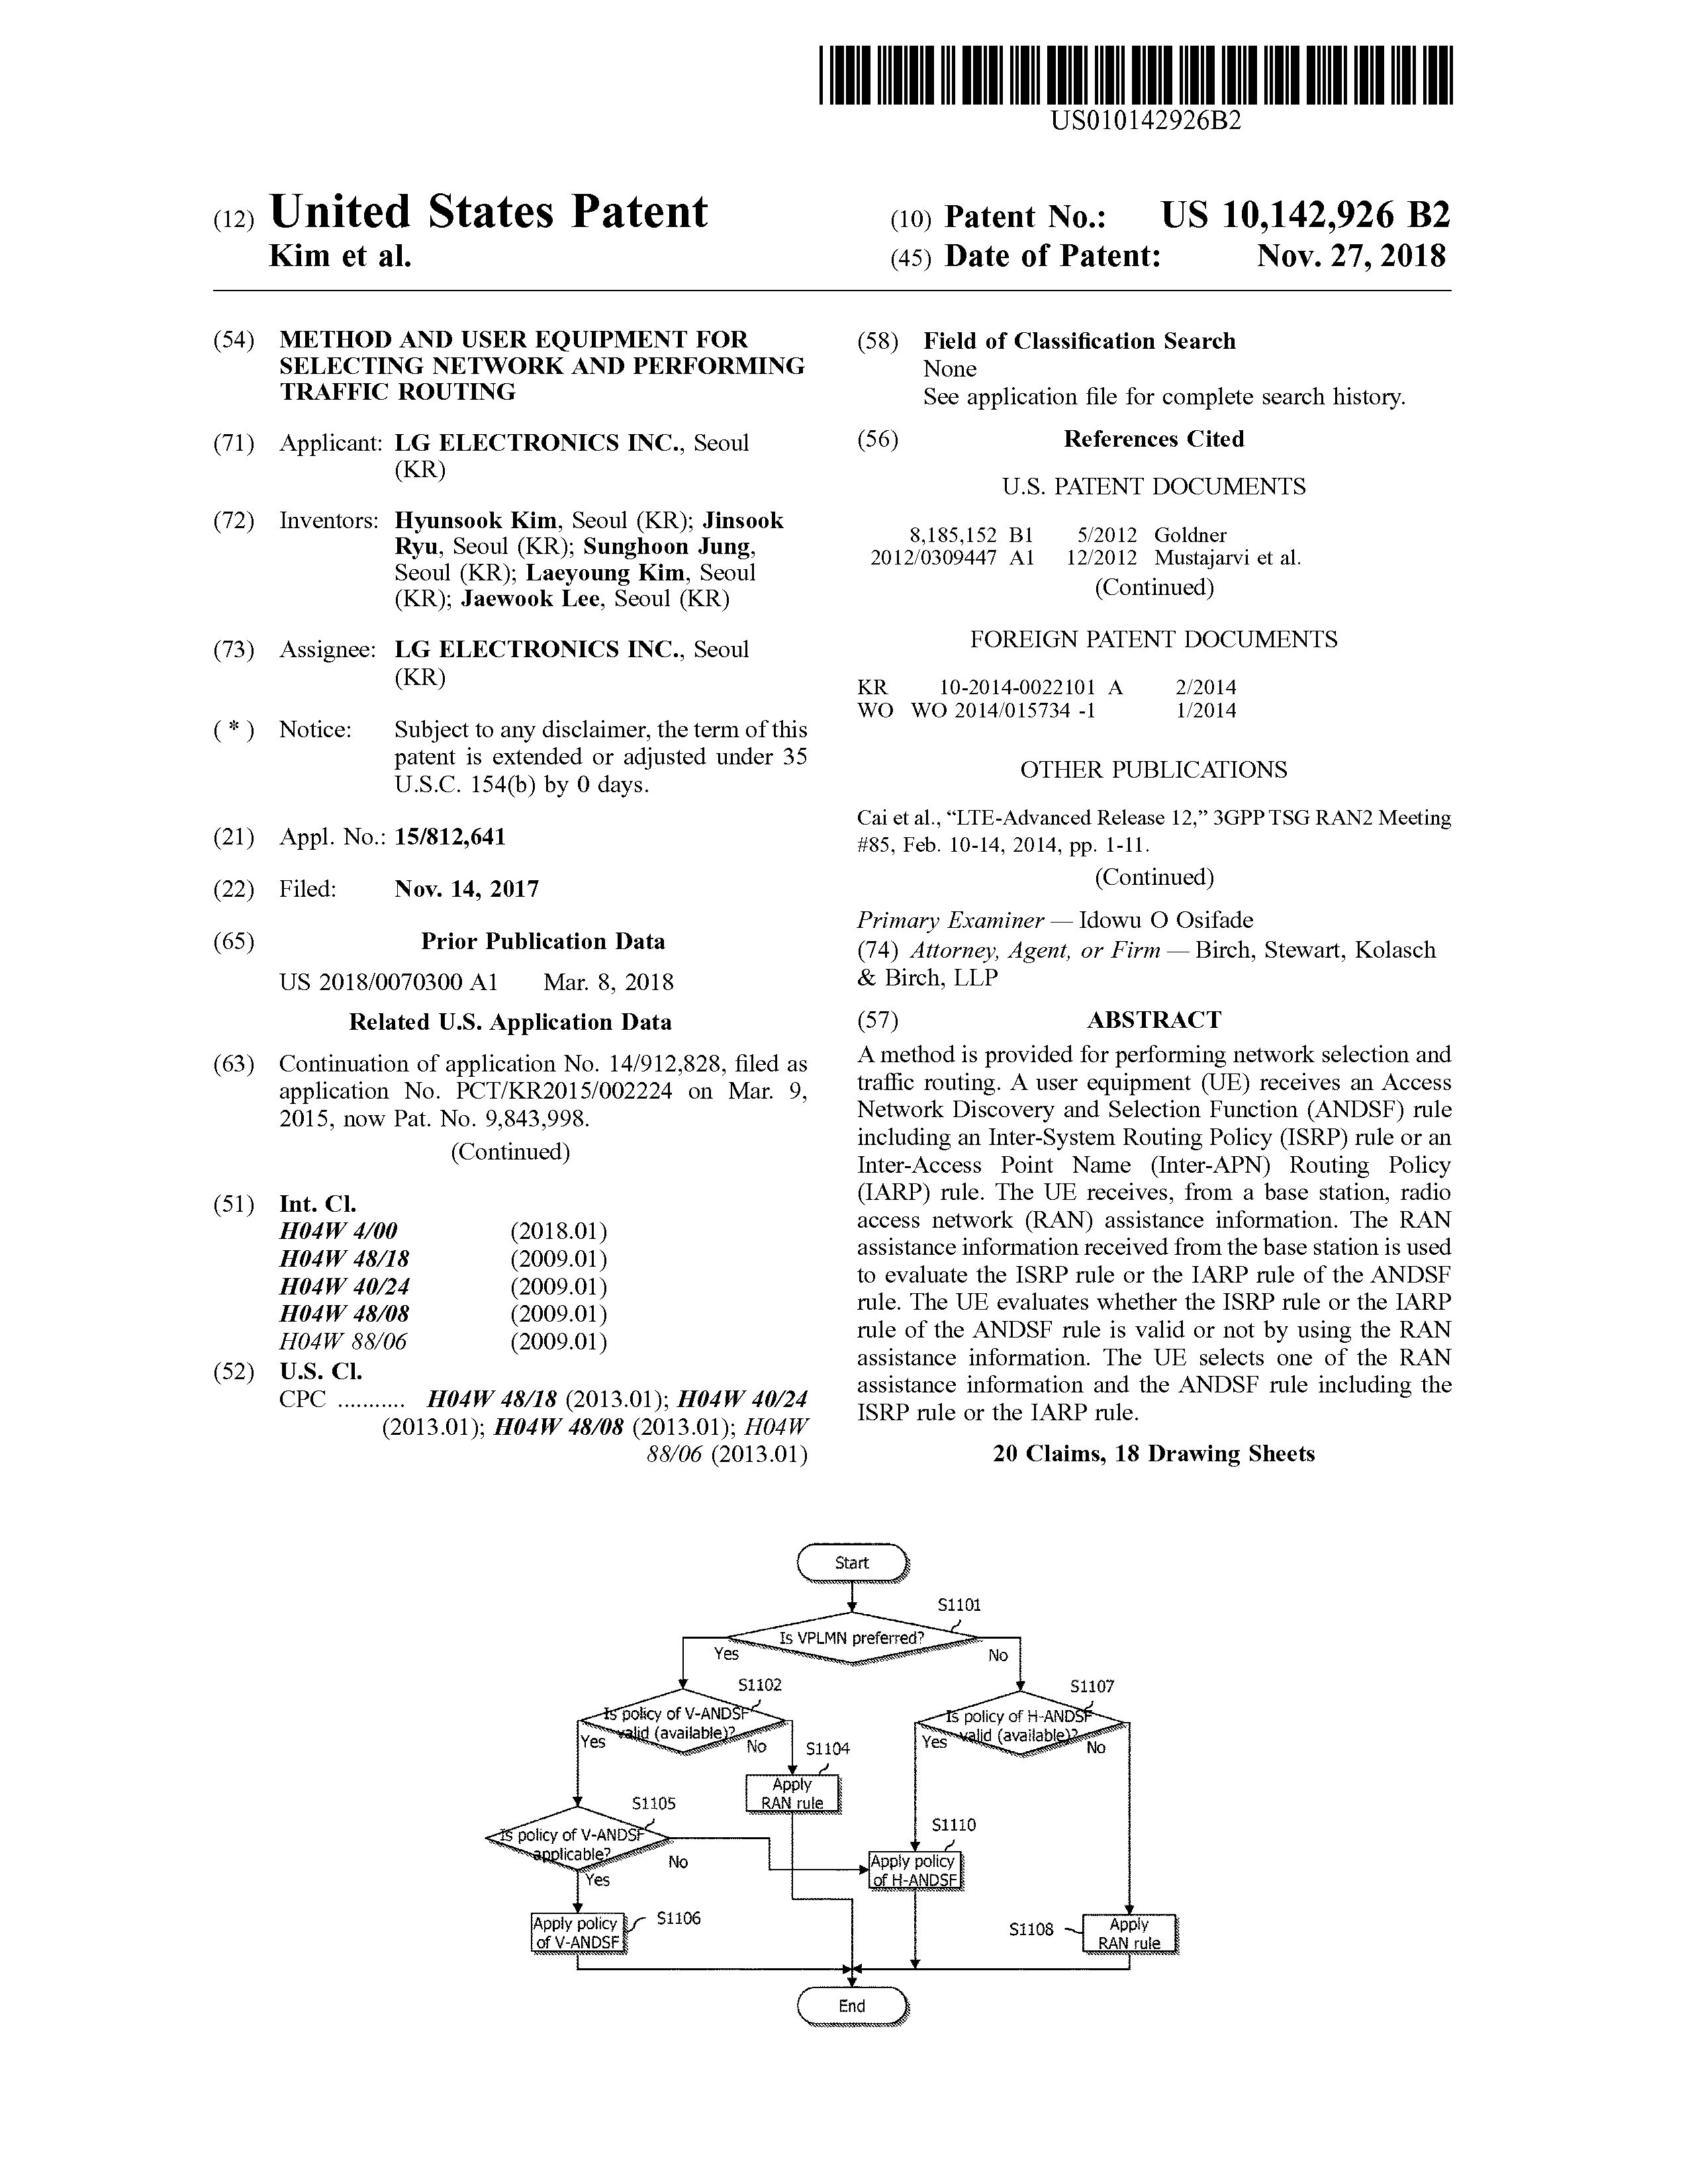 US010142926B2
(12) United States Patent
Kim et al.
(10) Patent No.: US 10,142,926 B2
(45) Date of Patent: Nov. 27, 2018
(54) METHOD AND USER EQUIPMENT FOR
SELECTING NETWORK AND PERFORMING
TRAFFIC ROUTING
(71) Applicant: LG ELECTRONICS INC., Seoul
(KR)
(72) Inventors: Hyunsook Kim, Seoul (KR); Jinsook
Ryu, Seoul (KR); Sunghoon Jung,
Seoul (KR); Laeyoung Kim, Seoul
(KR); Jaewook Lee, Seoul (KR)
(73) Assignee: LG ELECTRONICS INC., Seoul
(KR)
( * ) Notice: Subject to any disclaimer, the term of this
patent is extended or adjusted under 35
U.S.C. 154(b) by 0 days.
(21) Appl. No.: 15/812,641
(22) Filed: Nov. 14, 2017
(65) Prior Publication Data
US 2018/0070300 A1 Mar. 8, 2018
Related U.S. Application Data
(63) Continuation of application No. 14/912,828, filed as
application No. PCT/KR2015/002224 on Mar. 9,
2015, now Pat. No. 9,843,998.
(Continued)
(51) Int. Cl.
H04W 4/00 (2018.01)
H04W 48/18 (2009.01)
H04W 40/24 (2009.01)
H04W 48/08 (2009.01)
H04W 88/06 (2009.01)
(52) U.S. Cl.
CPC ........... H04W 48/18 (2013.01); H04W 40/24
(2013.01); H04W 48/08 (2013.01); H04W
88/06 (2013.01)
(58) Field of Classification Search
None
See application file for complete search history.
(56) References Cited
U.S. PATENT DOCUMENTS
8,185,152 B1 5/2012 Goldner
2012/0309447 A1 12/2012 Mustajarvi et al.
(Continued)
FOREIGN PATENT DOCUMENTS
KR 10-2014-0022101 A 2/2014
WO WO 2014/015734 -1 1/2014
OTHER PUBLICATIONS
Cai et al., “LTE-Advanced Release 12,” 3GPP TSG RAN2 Meeting
#85, Feb. 10-14, 2014, pp. 1-11.
(Continued)
Primary Examiner — Idowu O Osifade
(74) Attorney, Agent, or Firm — Birch, Stewart, Kolasch
& Birch, LLP
(57) ABSTRACT
A method is provided for performing network selection and
traffic routing. A user equipment (UE) receives an Access
Network Discovery and Selection Function (ANDSF) rule
including an Inter-System Routing Policy (ISRP) rule or an
Inter-Access Point Name (Inter-APN) Routing Policy
(IARP) rule. The UE receives, from a base station, radio
access network (RAN) assistance information. The RAN
assistance information received from the base station is used
to evaluate the ISRP rule or the IARP rule of the ANDSF
rule. The UE evaluates whether the ISRP rule or the IARP
rule of the ANDSF rule is valid or not by using the RAN
assistance information. The UE selects one of the RAN
assistance information and the ANDSF rule including the
ISRP rule or the IARP rule.
20 Claims, 18 Drawing Sheets
Start
S1101
Is VPLMN preferred?
Yes
No
S1102
Is policy of V-ANDSF
valid (available)?
Yes
No
S1107
Is policy of H-ANDSF
valid (available)?
Yes
No
S1104
Apply
RAN rule
S1105
Is policy of V-ANDSF
applicable?
No
Yes
S1110
Apply policy
of H-ANDSF
S1106
Apply policy
of V-ANDSF
S1108
Apply
RAN rule
End